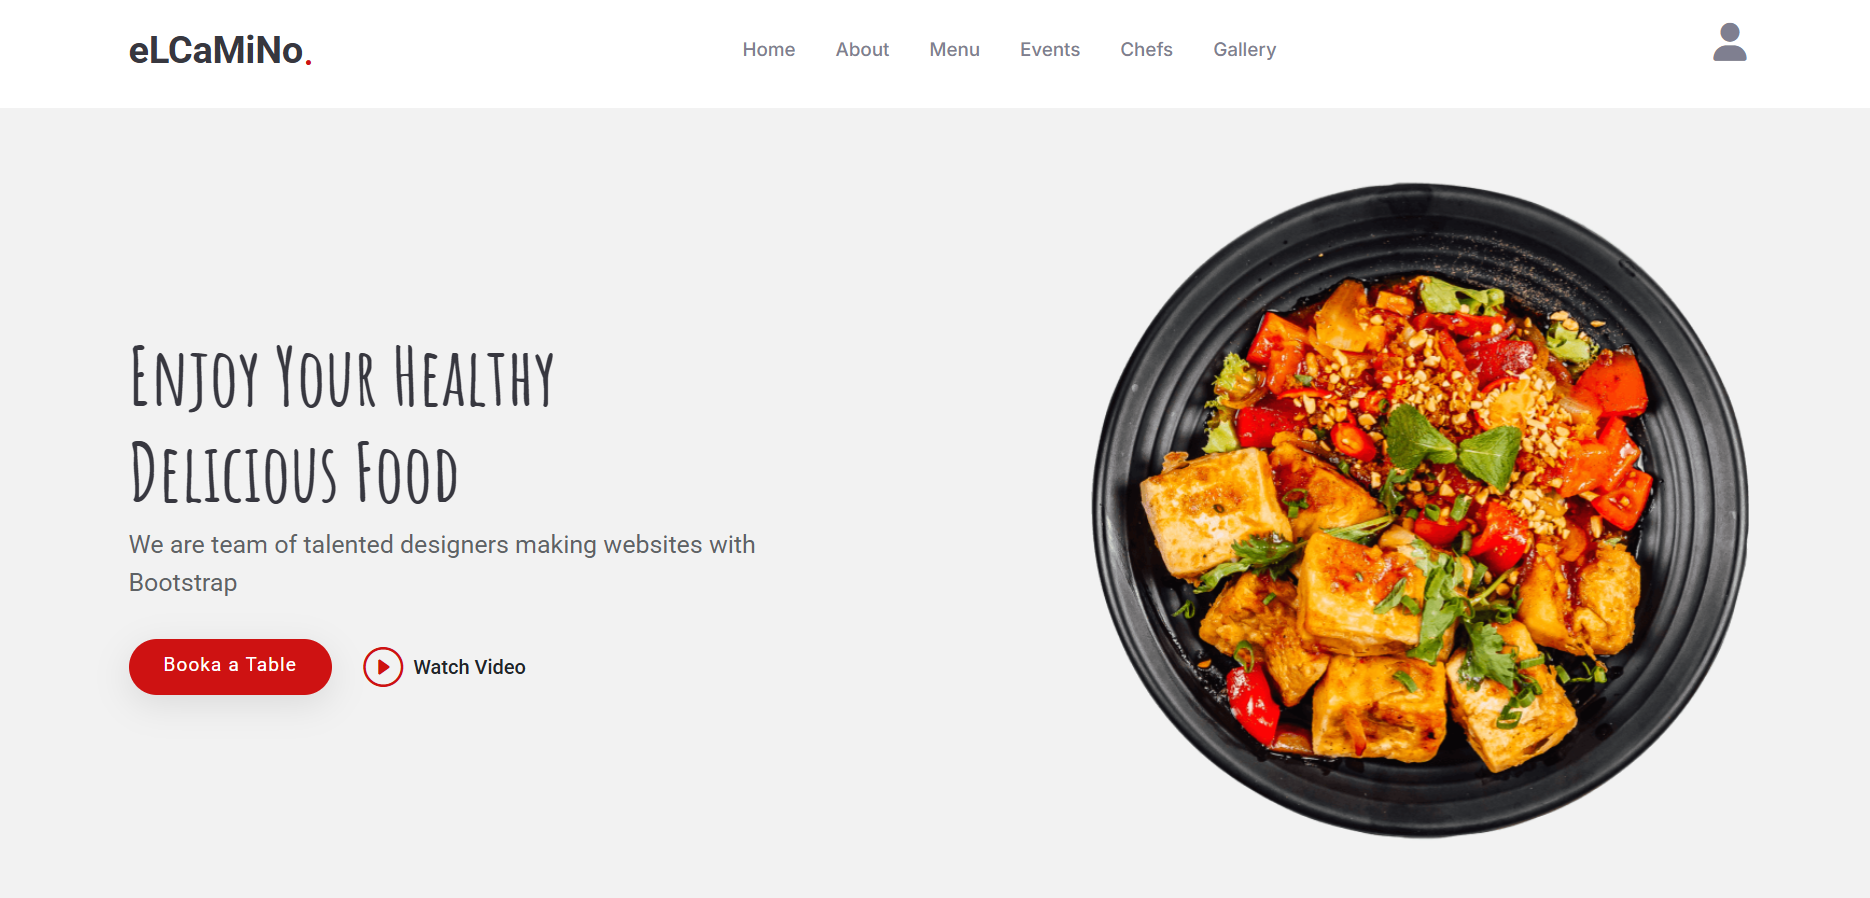 eLCaMiNo.
Home About Menu Events Chefs Gallery
Enjoy Your Healthy
Delicious Food
We are team of talented designers making websites with
Bootstrap
Booka a Table
Watch Video